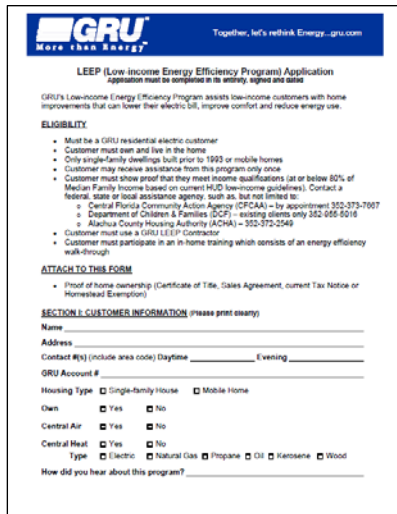 GRU
More than Energy
Together, let's rethink Energy...gru.com
LEEP (Low-income Energy Efficiency Program) Application
Application must be completed in its entirety, signed and dated
GRU's Low-income Energy Efficiency Program assists low-income customers with home
improvements that can lower their electric bill, improve comfort and reduce energy use.
ELIGIBILITY
• Must be a GRU residential electric customer
• Customer must own and live in the home
• Only single-family dwellings built prior to 1993 or mobile homes
• Customer may receive assistance from this program only once
• Customer must show proof that they meet income qualifications (at or below 80% of
Median Family Income based on current HUD low-income guidelines). Contact a
federal, state or local assistance agency, such as, but not limited to:
o Central Florida Community Action Agency (CFCAA) – by appointment 352-373-7667
o Department of Children & Families (DCF) – existing clients only 352-955-5016
o Alachua County Housing Authority (ACHA) – 352-372-2549
• Customer must use a GRU LEEP Contractor
• Customer must participate in an in-home training which consists of an energy efficiency
walk-through
ATTACH TO THIS FORM
• Proof of home ownership (Certificate of Title, Sales Agreement, current Tax Notice or
Homestead Exemption)
SECTION I: CUSTOMER INFORMATION (Please print clearly)
Name
Address
Contact #(s) (include area code) Daytime Evening
GRU Account #
Housing Type □ Single-family House □ Mobile Home
Own □ Yes □ No
Central Air □ Yes □ No
Central Heat □ Yes □ No
Type □ Electric □ Natural Gas □ Propane □ Oil □ Kerosene □ Wood
How did you hear about this program?